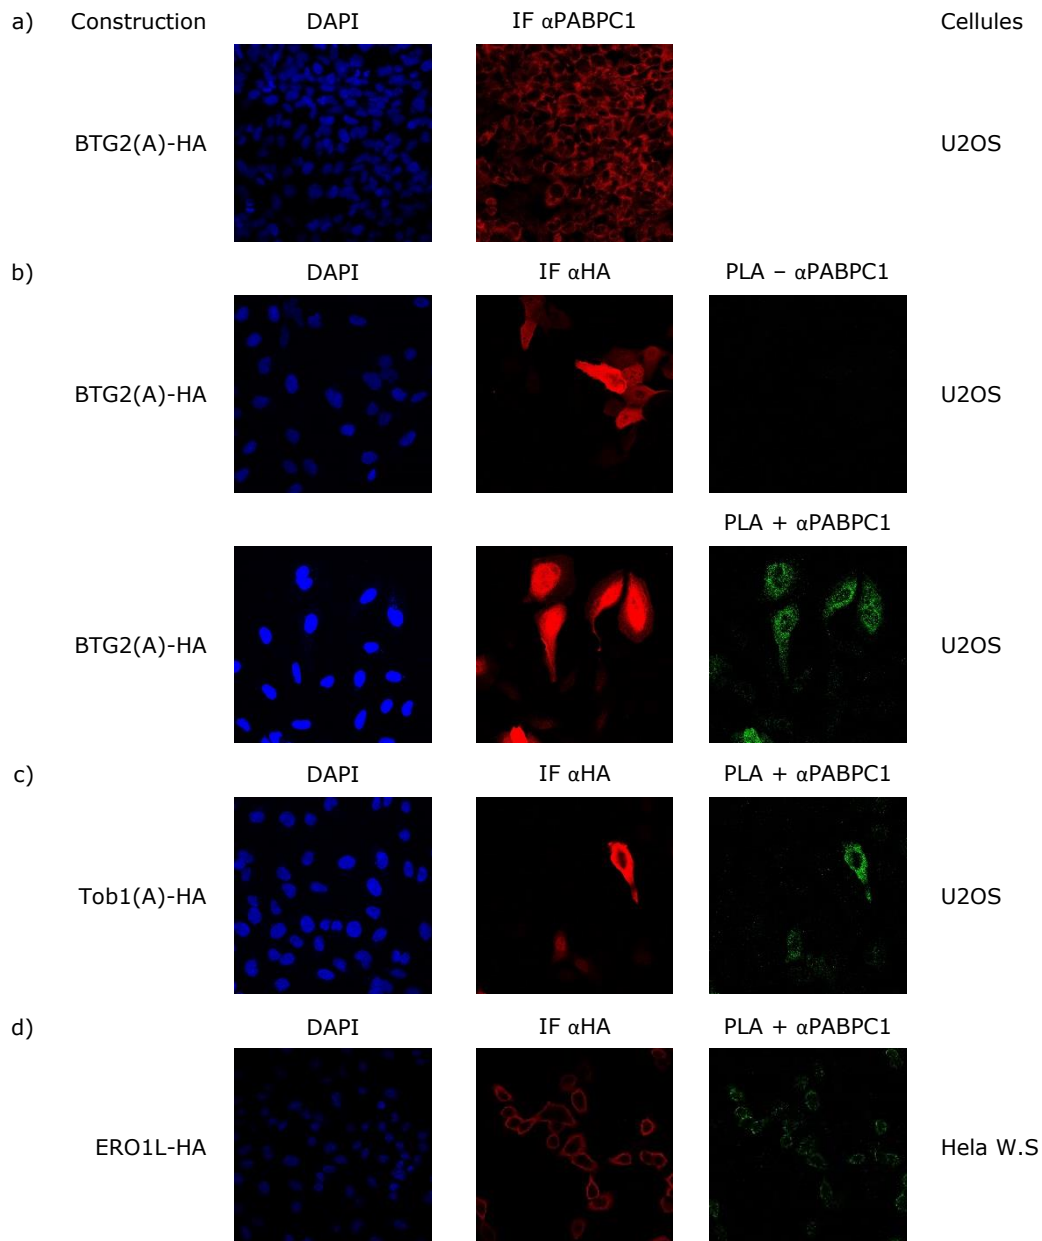 a) Construction DAPI IF αPABPC1 Cellules
BTG2(A)-HA U2OS
b) DAPI IF αHA PLA – αPABPC1
BTG2(A)-HA U2OS
PLA + αPABPC1
BTG2(A)-HA U2OS
c) DAPI IF αHA PLA + αPABPC1
Tob1(A)-HA U2OS
d) DAPI IF αHA PLA + αPABPC1
ERO1L-HA Hela W.S